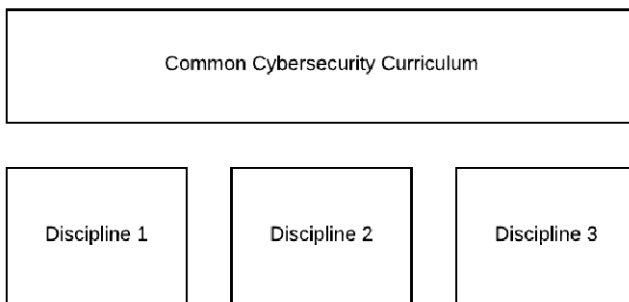 Common Cybersecurity Curriculum
Discipline 1
Discipline 2
Discipline 3